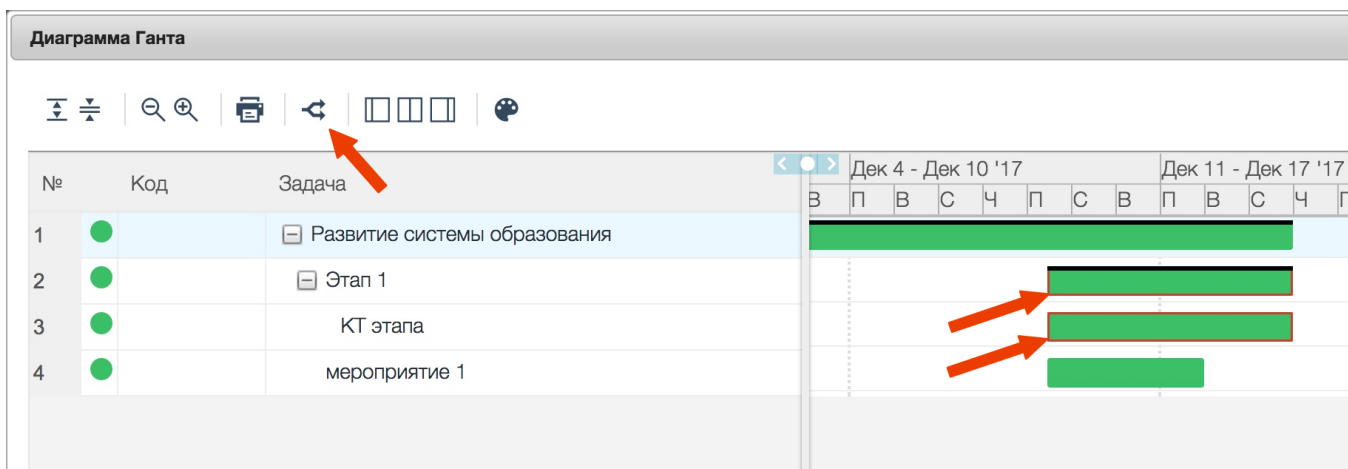 Диаграмма Ганта
№ Код Задача
Дек 4 - Дек 10 '17 Дек 11 - Дек 17 '17
В П В С Ч П С В П В С Ч
1 Развитие системы образования
2 Этап 1
3 КТ этапа
4 мероприятие 1